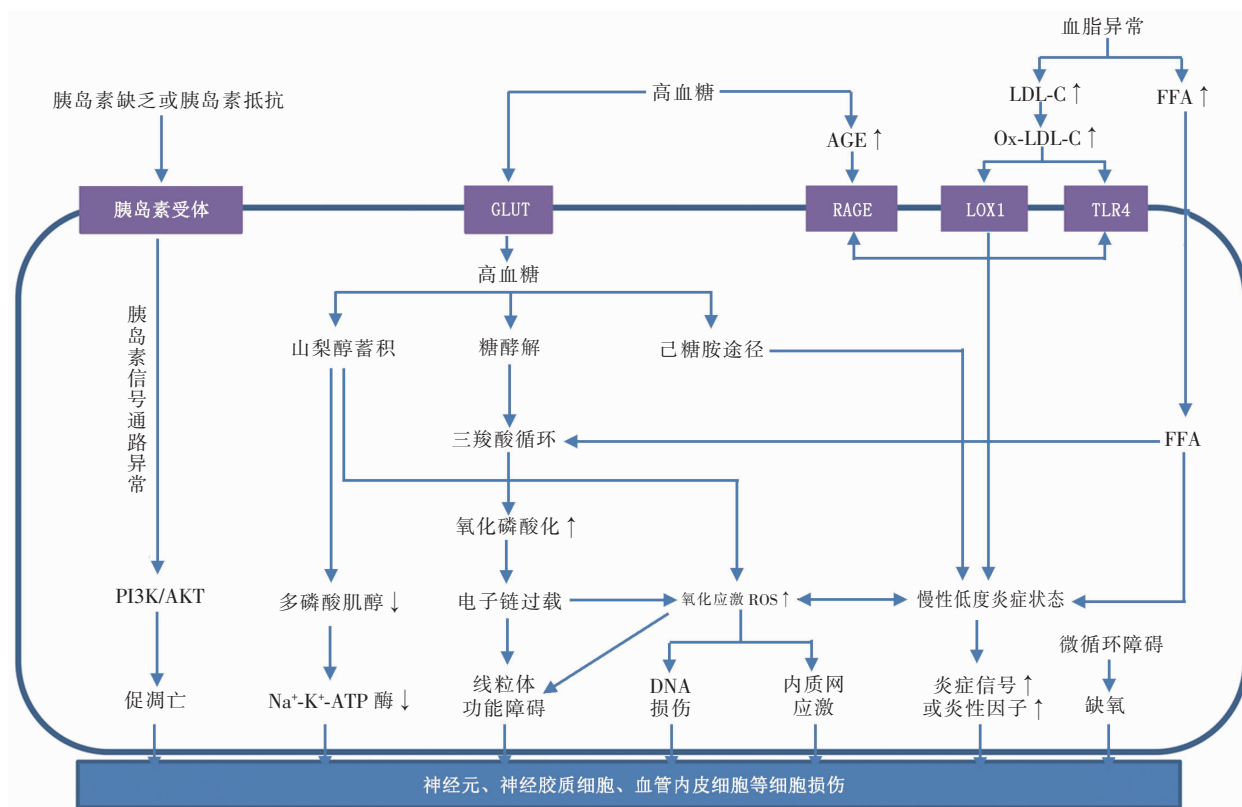 血脂异常
胰岛素缺乏或胰岛素抵抗
高血糖
LDL-C↑
FFA↑
AGE↑
Ox-LDL-C↑
胰岛素受体
GLUT
RAGE
LOX1
TLR4
高血糖
胰岛素信号通路异常
山梨醇蓄积
糖酵解
己糖胺途径
三羧酸循环
FFA
氧化磷酸化↑
PI3K/AKT
多磷酸肌醇↓
电子链过载
氧化应激 ROS↑
慢性低度炎症状态
微循环障碍
促凋亡
Na⁺-K⁺-ATP 酶↓
线粒体
功能障碍
DNA
损伤
内质网
应激
炎症信号↑
或炎性因子↑
缺氧
神经元、神经胶质细胞、血管内皮细胞等细胞损伤